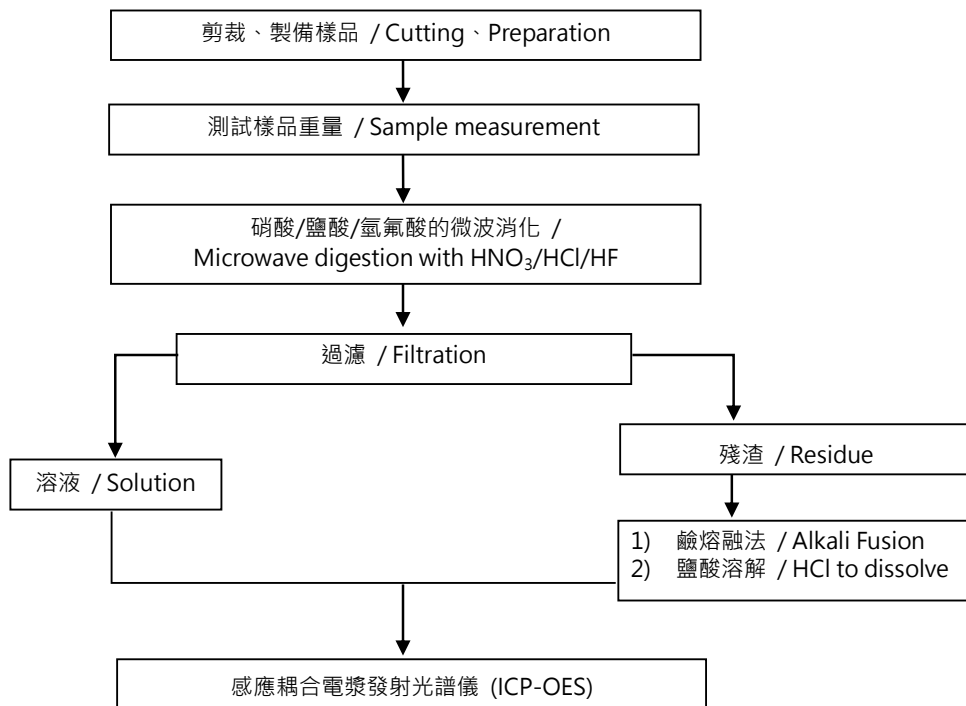 剪裁、製備樣品 / Cutting、Preparation
測試樣品重量 / Sample measurement
硝酸/鹽酸/氫氟酸的微波消化 /
Microwave digestion with HNO₃/HCl/HF
過濾 / Filtration
溶液 / Solution
殘渣 / Residue
1) 鹼熔融法 / Alkali Fusion
2) 鹽酸溶解 / HCl to dissolve
感應耦合電漿發射光譜儀 (ICP-OES)